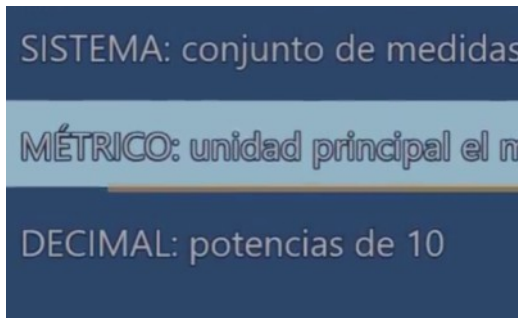 SISTEMA: conjunto de medidas
MÉTRICO: unidad principal el
DECIMAL: potencias de 10